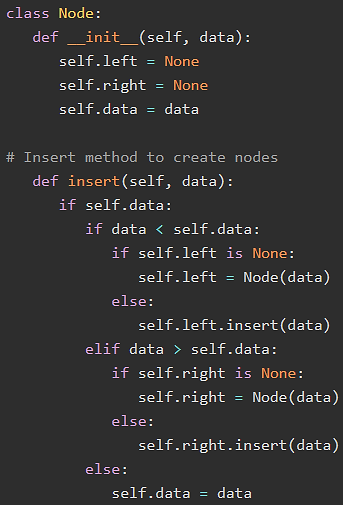 class Node:
   def __init__(self, data):
      self.left = None
      self.right = None
      self.data = data

# Insert method to create nodes
   def insert(self, data):
      if self.data:
         if data < self.data:
            if self.left is None:
               self.left = Node(data)
            else:
               self.left.insert(data)
         elif data > self.data:
            if self.right is None:
               self.right = Node(data)
            else:
               self.right.insert(data)
         else:
            self.data = data